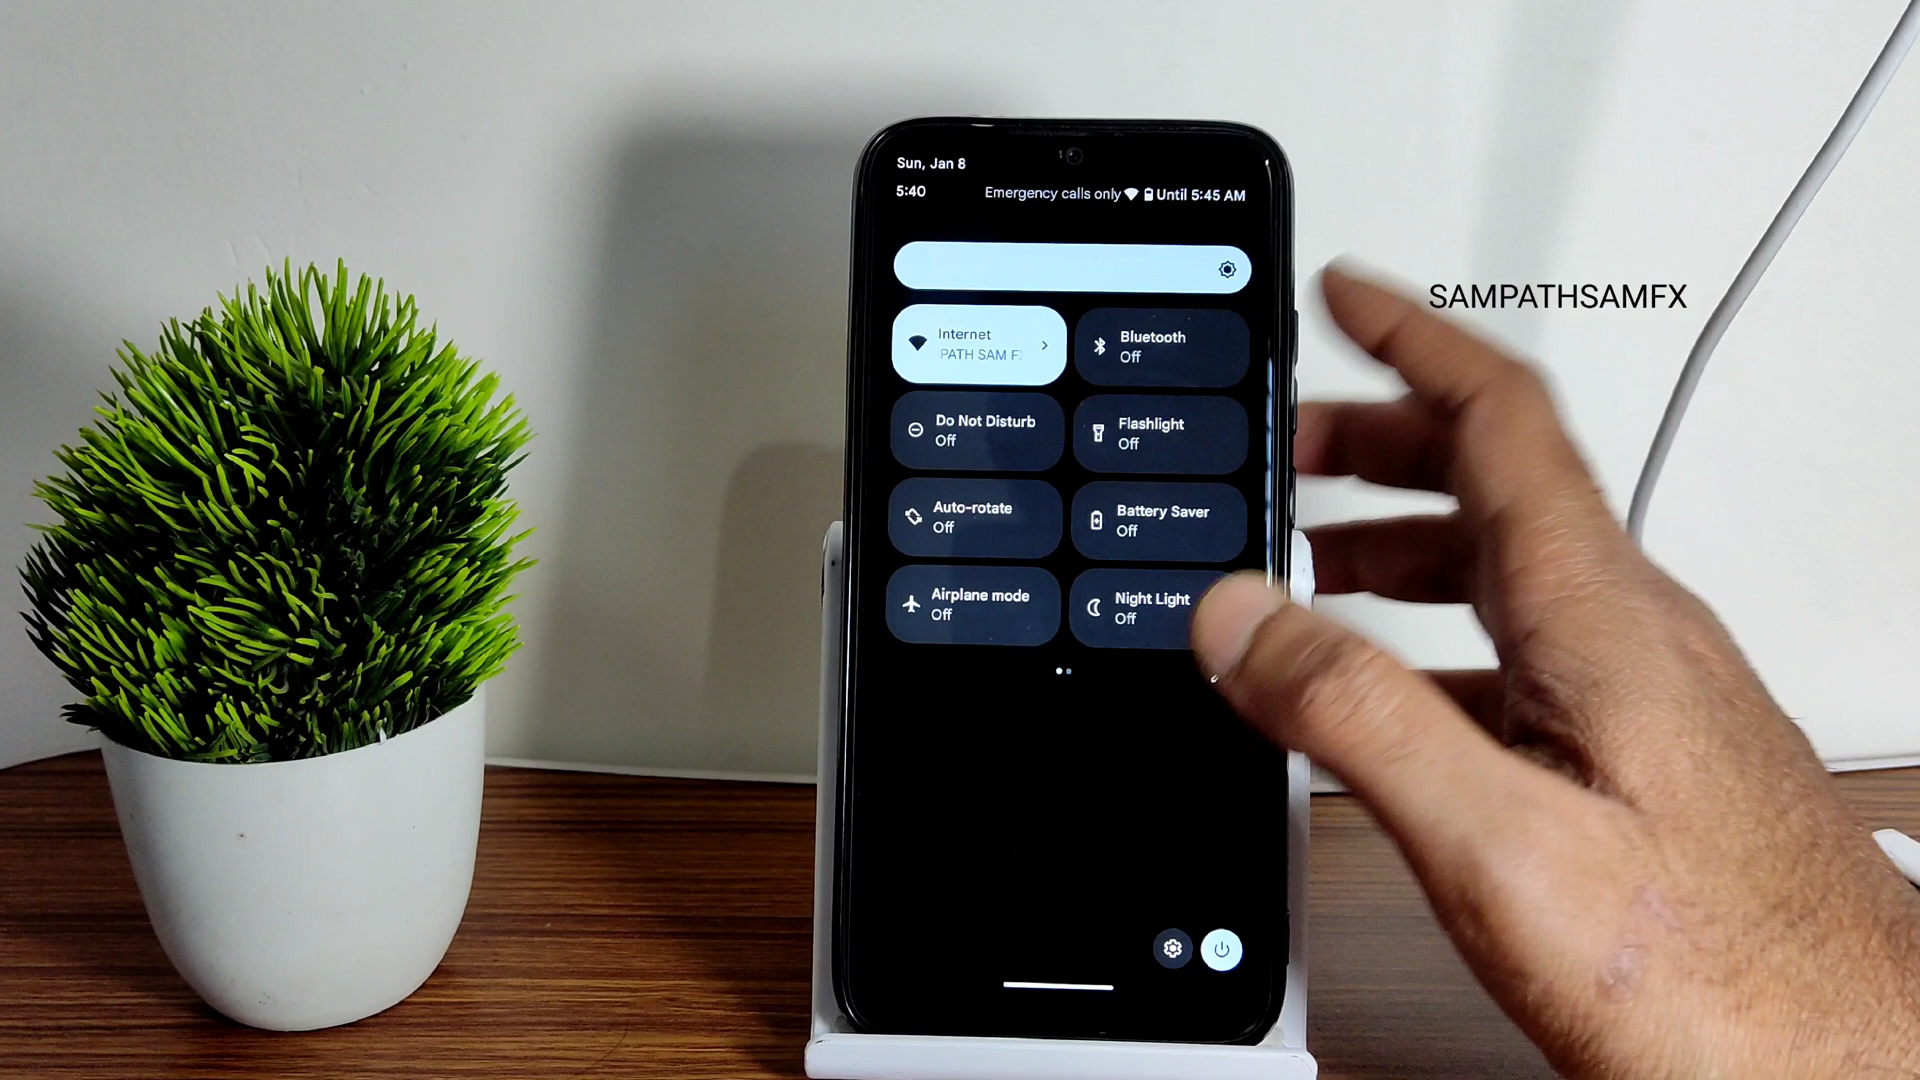 Sun, Jan 8
5:40
Emergency calls only Until 5:45 AM
SAMPATHSAMFX
Internet
PATH SAM F
Bluetooth
Off
Do Not Disturb
Off
Flashlight
Off
Auto-rotate
Off
Battery Saver
Off
Airplane mode
Off
Night Light
Off